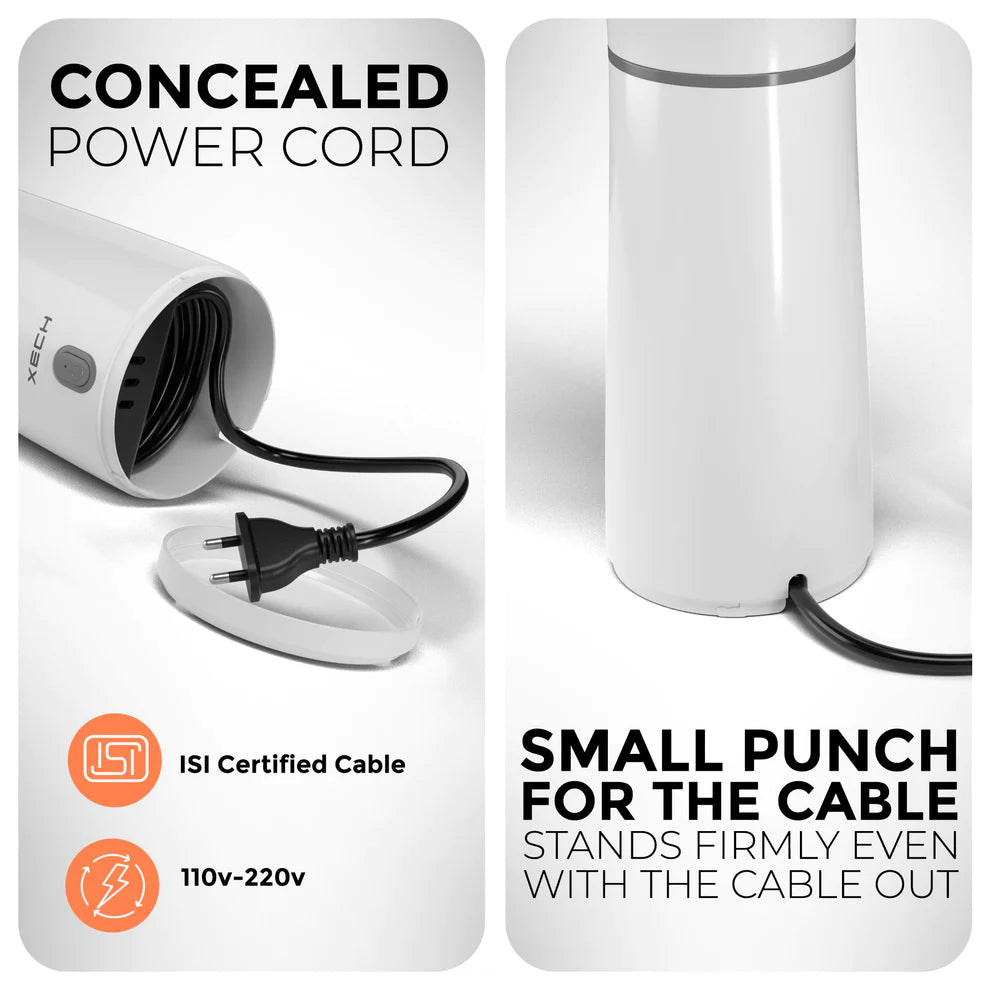 CONCEALED
POWER CORD
XECH
ISI
ISI Certified Cable
110v-220v
SMALL PUNCH
FOR THE CABLE
STANDS FIRMLY EVEN
WITH THE CABLE OUT